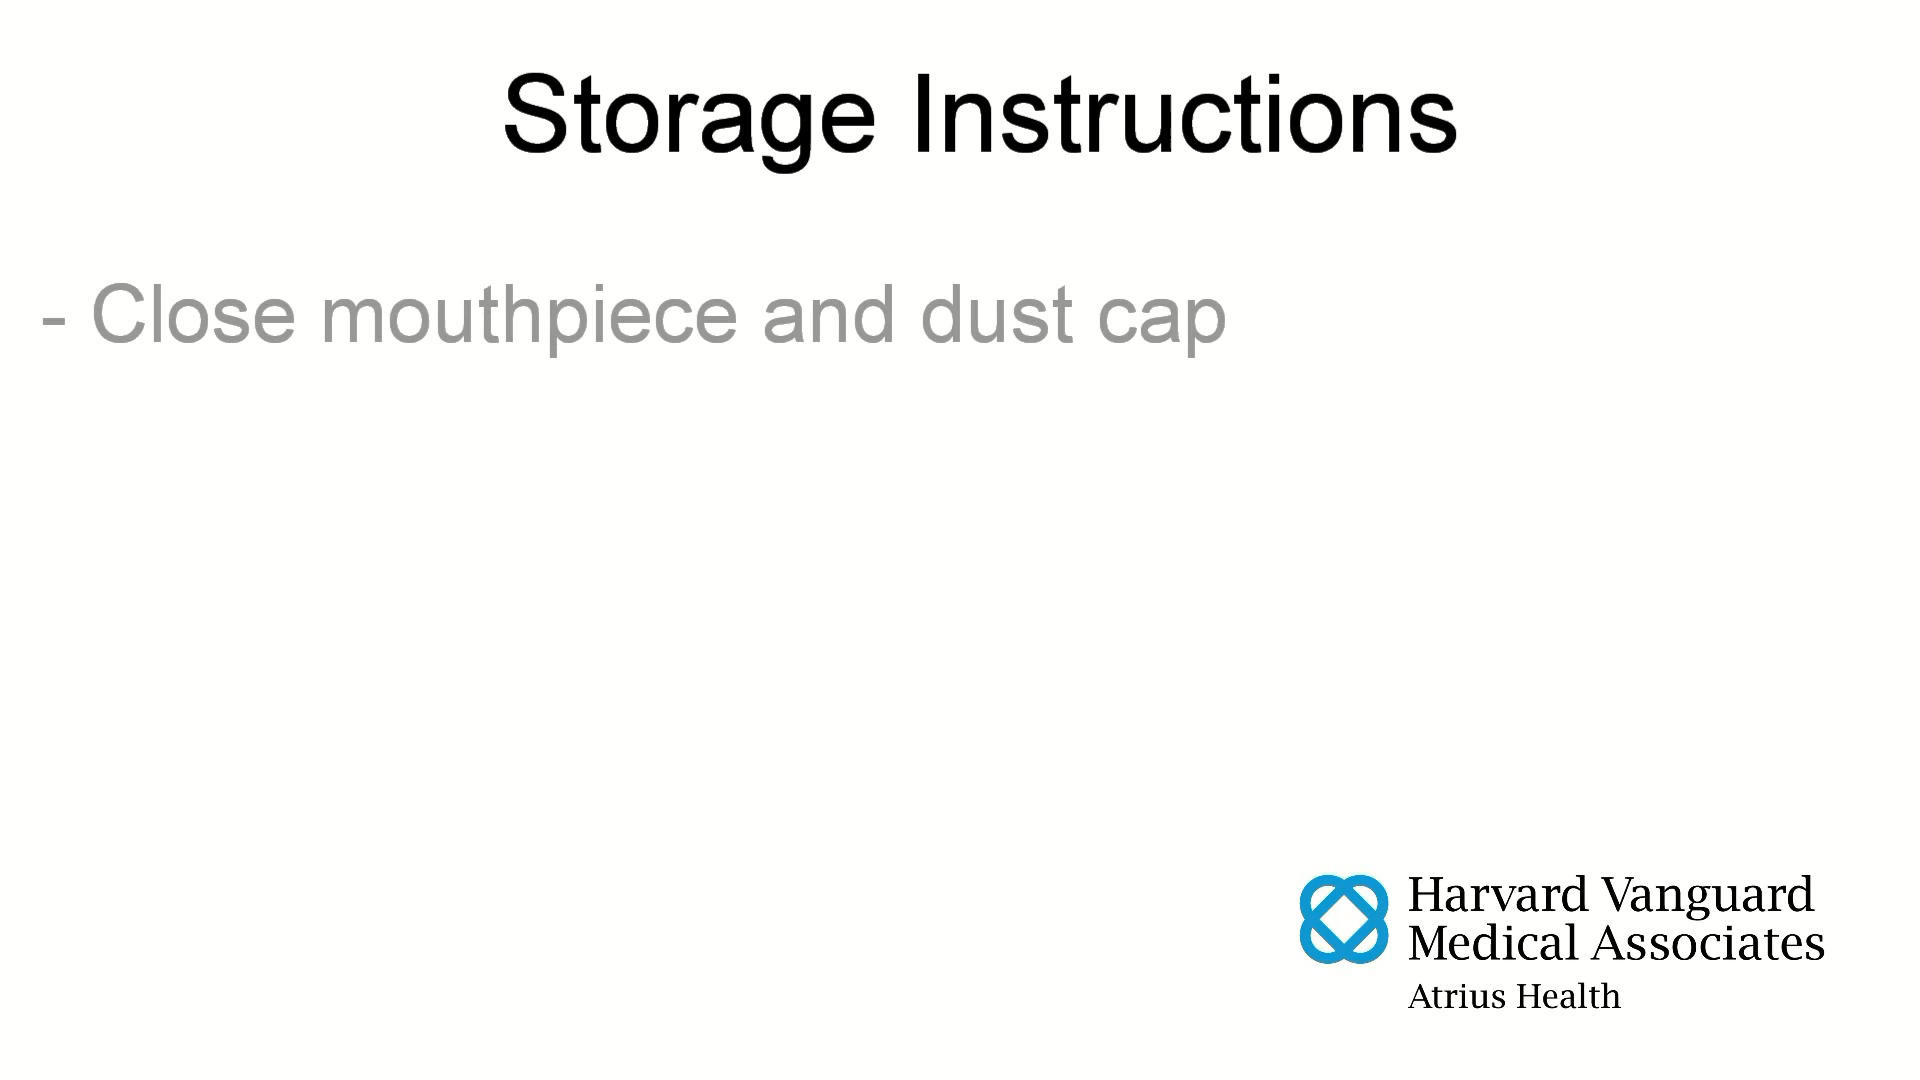 Storage Instructions
- Close mouthpiece and dust cap
Harvard Vanguard
Medical Associates
Atrius Health